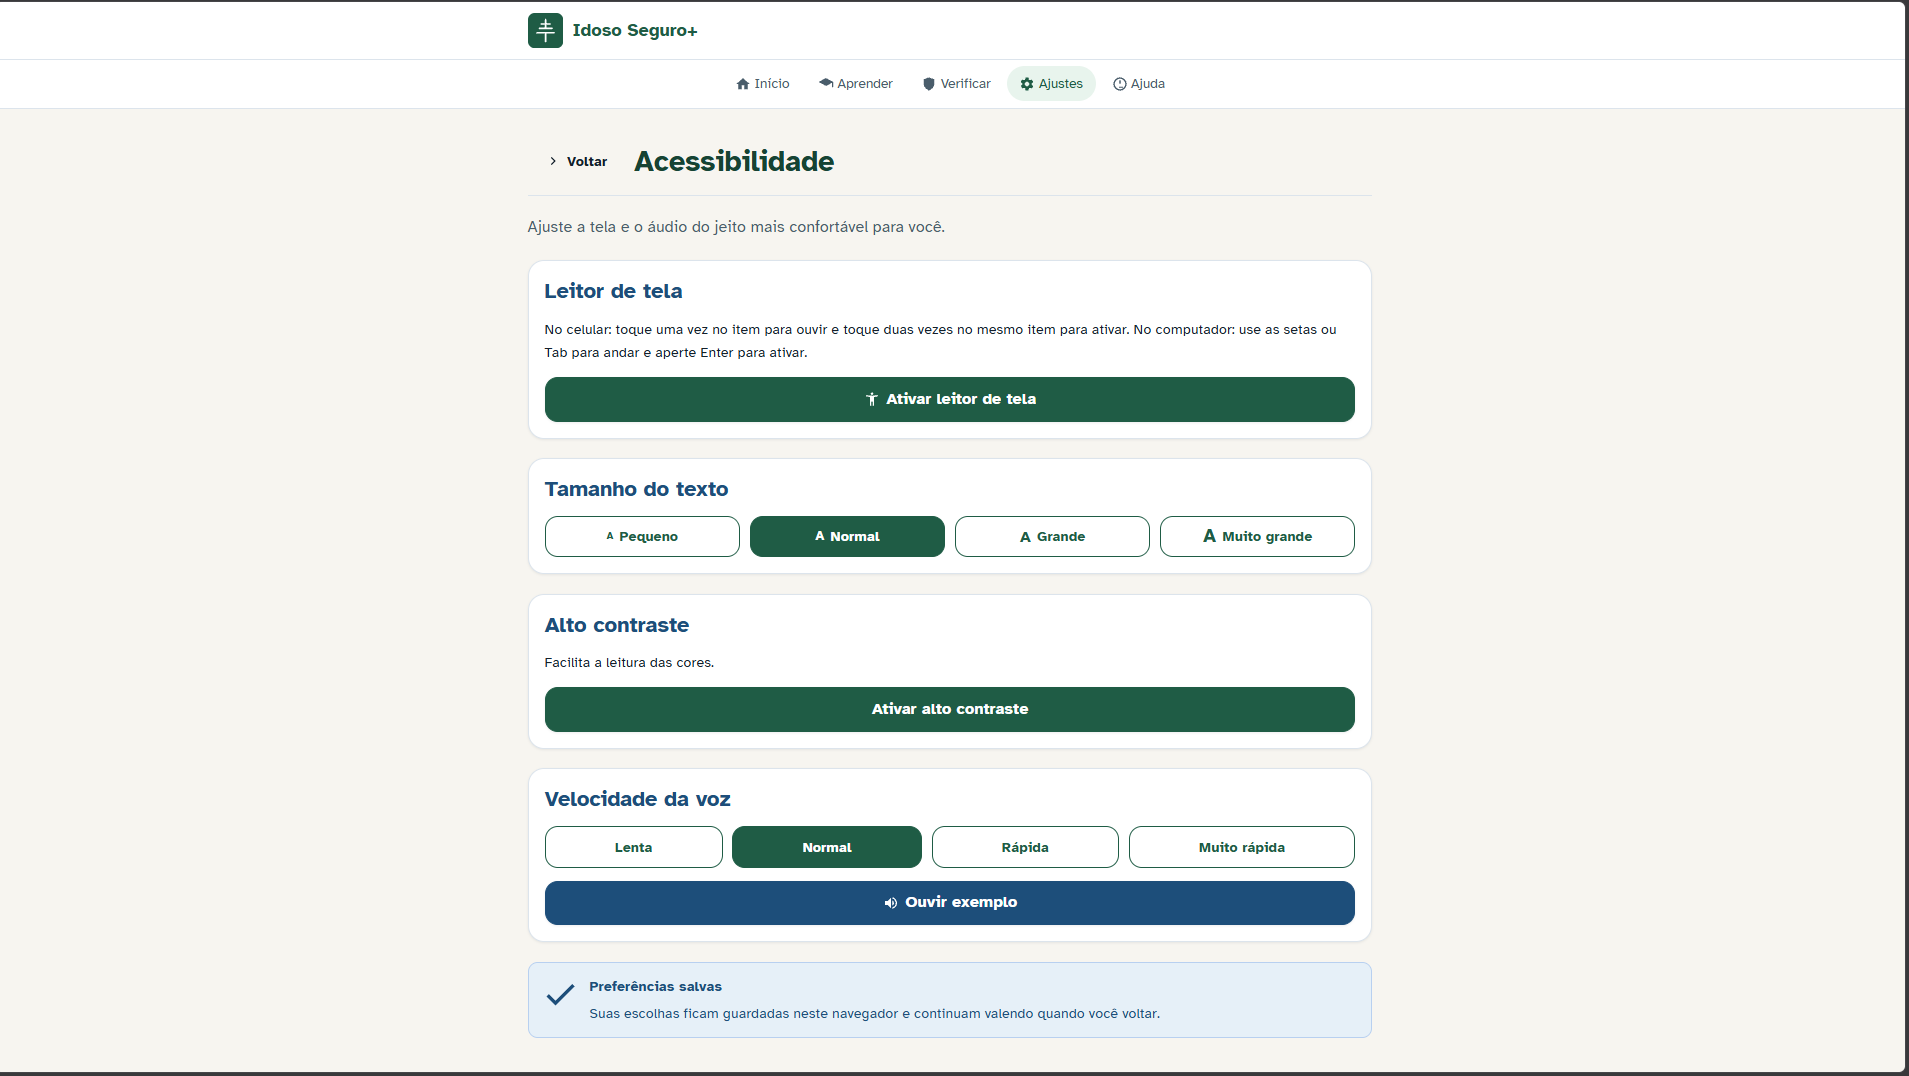 Idoso Seguro+
Início
Aprender
Verificar
Ajustes
Ajuda
Voltar
Acessibilidade
Ajuste a tela e o áudio do jeito mais confortável para você.
Leitor de tela
No celular: toque uma vez no item para ouvir e toque duas vezes no mesmo item para ativar. No computador: use as setas ou
Tab para andar e aperte Enter para ativar.
Ativar leitor de tela
Tamanho do texto
A Pequeno
A Normal
A Grande
A Muito grande
Alto contraste
Facilita a leitura das cores.
Ativar alto contraste
Velocidade da voz
Lenta
Normal
Rápida
Muito rápida
Ouvir exemplo
Preferências salvas
Suas escolhas ficam guardadas neste navegador e continuam valendo quando você voltar.